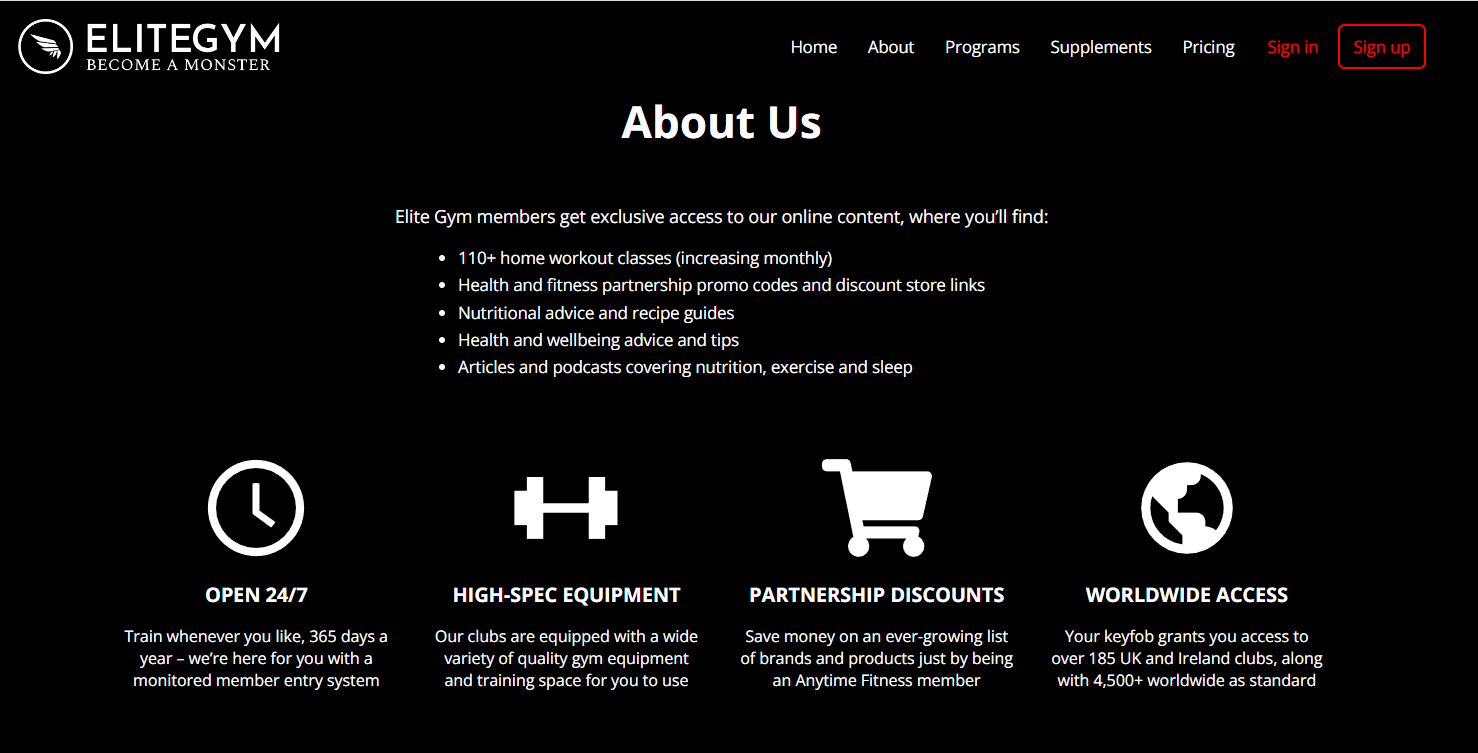 ELITEGYM
BECOME A MONSTER
Home About Programs Supplements Pricing Sign in Sign up
About Us
Elite Gym members get exclusive access to our online content, where you’ll find:
• 110+ home workout classes (increasing monthly)
• Health and fitness partnership promo codes and discount store links
• Nutritional advice and recipe guides
• Health and wellbeing advice and tips
• Articles and podcasts covering nutrition, exercise and sleep
OPEN 24/7
Train whenever you like, 365 days a
year – we’re here for you with a
monitored member entry system
HIGH-SPEC EQUIPMENT
Our clubs are equipped with a wide
variety of quality gym equipment
and training space for you to use
PARTNERSHIP DISCOUNTS
Save money on an ever-growing list
of brands and products just by being
an Anytime Fitness member
WORLDWIDE ACCESS
Your keyfob grants you access to
over 185 UK and Ireland clubs, along
with 4,500+ worldwide as standard